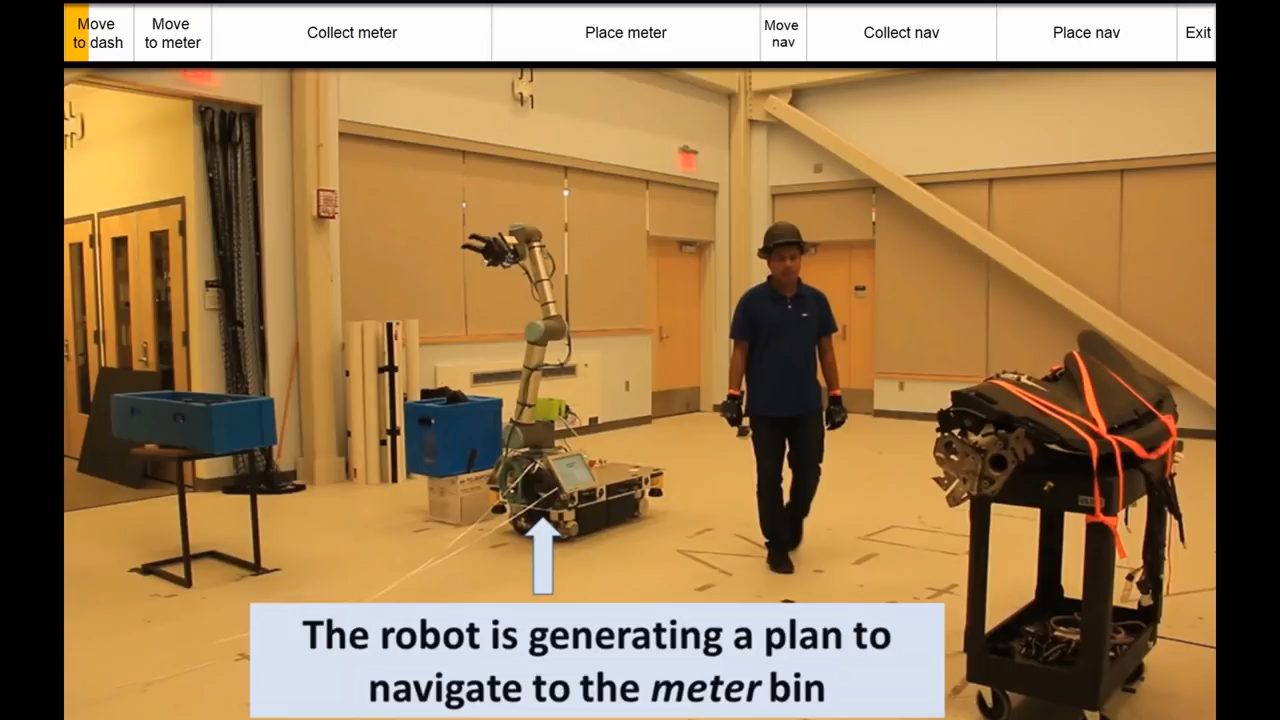 Move to dash
Move to meter
Collect meter
Place meter
Move nav
Collect nav
Place nav
Exit
The robot is generating a plan to
navigate to the meter bin